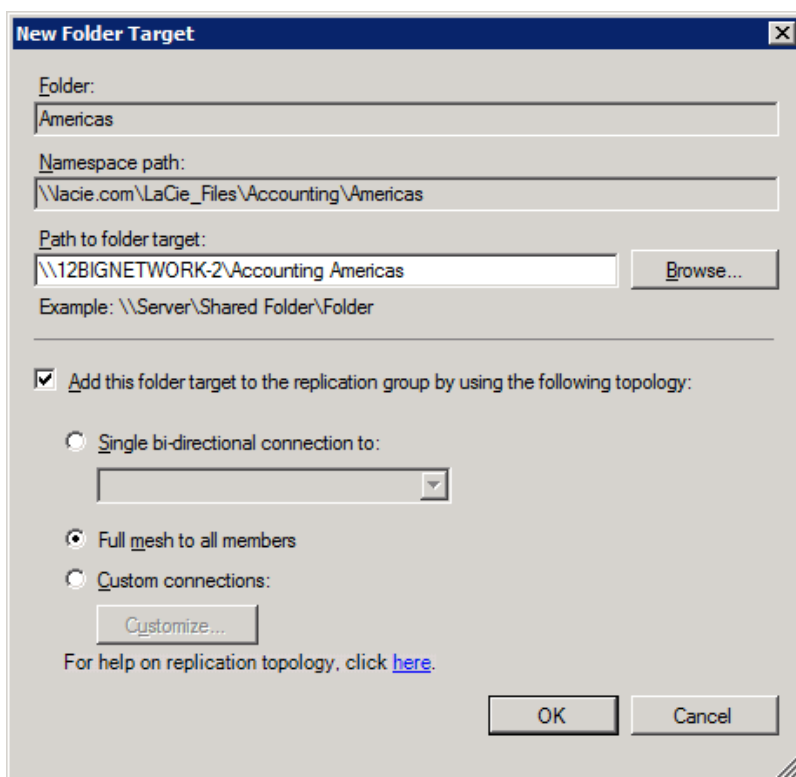 New Folder Target
Folder:
Americas
Namespace path:
\\lacie.com\LaCie_Files\Accounting\Americas
Path to folder target:
\\12BIGNETWORK-2\Accounting Americas
Browse...
Example: \\Server\Shared Folder\Folder
Add this folder target to the replication group by using the following topology:
Single bi-directional connection to:
Full mesh to all members
Custom connections:
Customize...
For help on replication topology, click here.
OK
Cancel